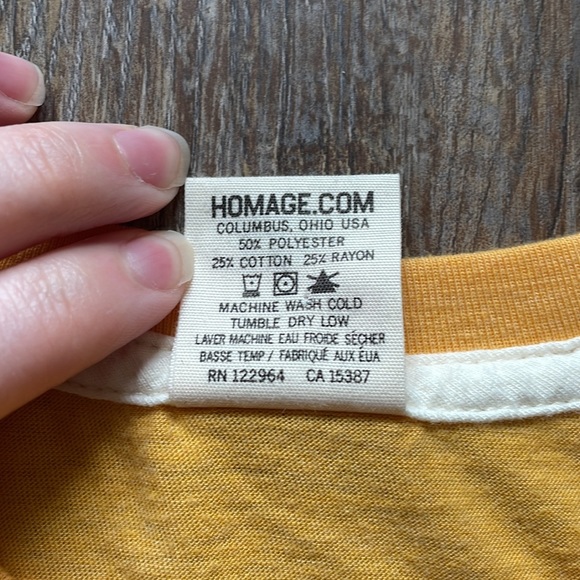 HOMAGE.COM
COLUMBUS, OHIO USA
50% POLYESTER
25% COTTON 25% RAYON
MACHINE WASH COLD
TUMBLE DRY LOW
LAVER MACHINE EAU FROIDE SÉCHER
BASSE TEMP / FABRIQUÉ AUX ÉUA
RN 122964 CA 15387